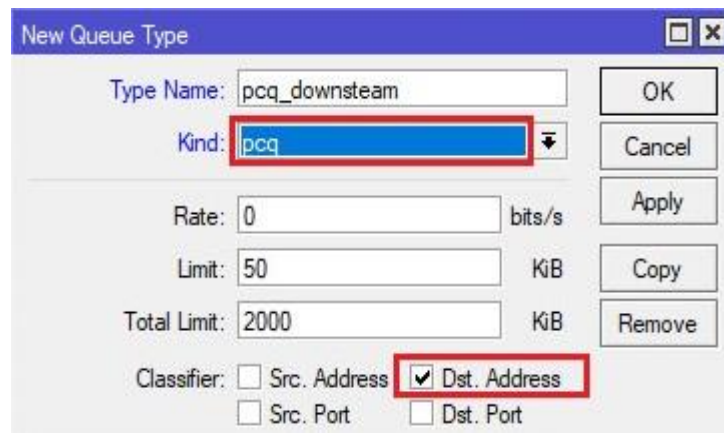 New Queue Type
Type Name: pcq_downsteam OK
Kind: pcq Cancel
Rate: 0 bits/s Apply
Limit: 50 KiB Copy
Total Limit: 2000 KiB Remove
Classifier: Src. Address Dst. Address
Src. Port Dst. Port